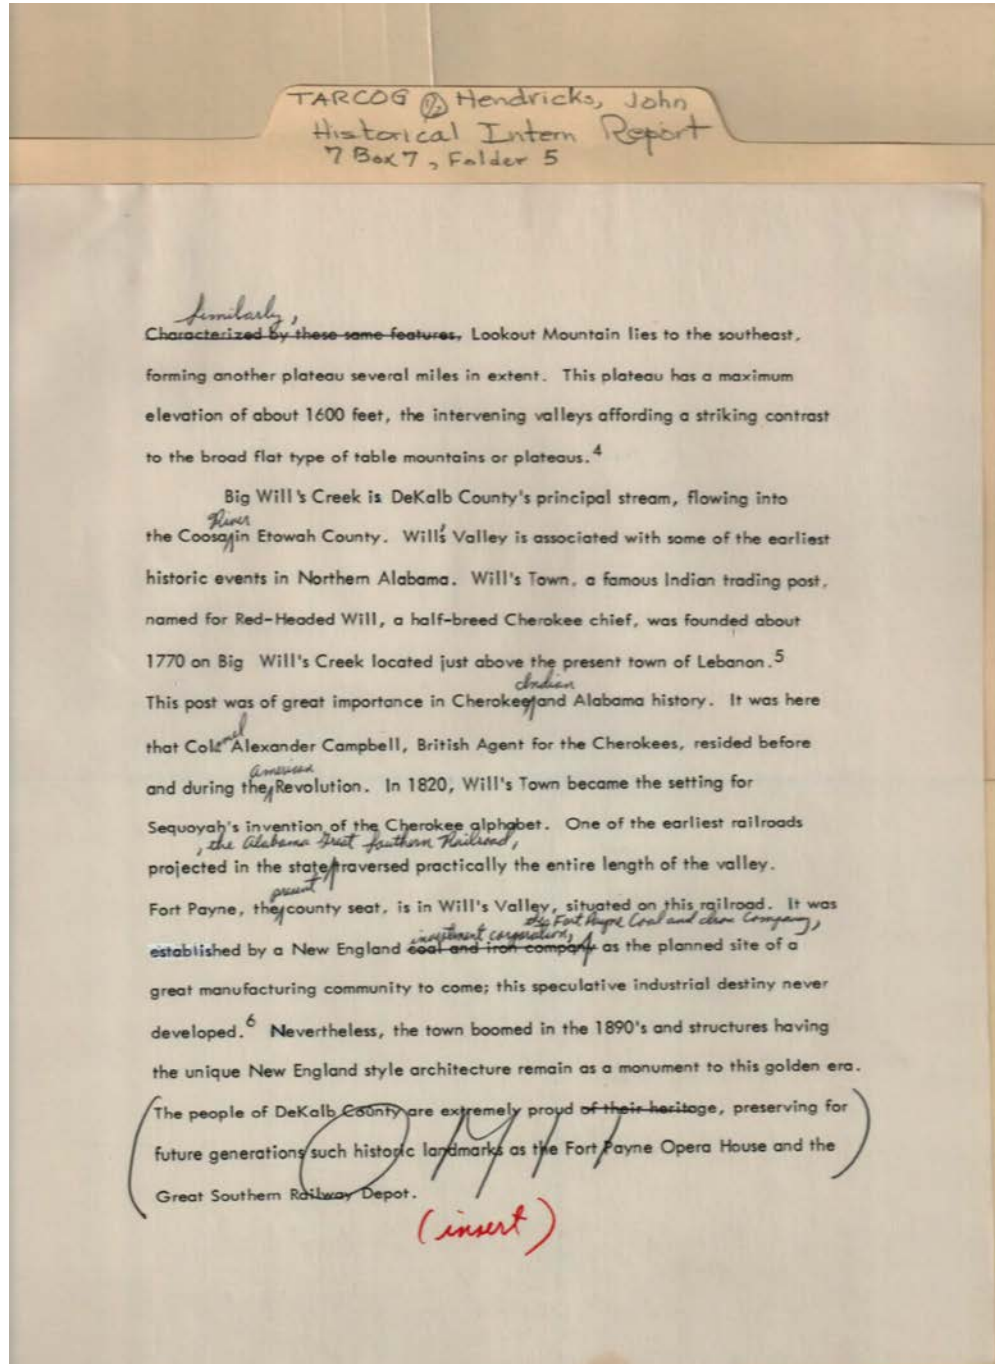 TARCOG 1/2 Hendricks, John
Historical Intern Report
7 Box 7, Folder 5
Similarly,
Characterized by these same features, Lookout Mountain lies to the southeast,
forming another plateau several miles in extent. This plateau has a maximum
elevation of about 1600 feet, the intervening valleys affording a striking contrast
to the broad flat type of table mountains or plateaus.4
Big Will's Creek is DeKalb County's principal stream, flowing into
River
the Coosa in Etowah County. Will's Valley is associated with some of the earliest
historic events in Northern Alabama. Will's Town, a famous Indian trading post,
named for Red-Headed Will, a half-breed Cherokee chief, was founded about
1770 on Big Will's Creek located just above the present town of Lebanon.5
Indian
This post was of great importance in Cherokee and Alabama history. It was here
nel
that Col. Alexander Campbell, British Agent for the Cherokees, resided before
American
and during the Revolution. In 1820, Will's Town became the setting for
Sequoyah's invention of the Cherokee alphabet. One of the earliest railroads
, the Alabama Great Southern Railroad,
projected in the state traversed practically the entire length of the valley.
present
Fort Payne, the county seat, is in Will's Valley, situated on this railroad. It was
investment corporation, the Fort Payne Coal and Iron Company,
established by a New England coal and iron company as the planned site of a
great manufacturing community to come; this speculative industrial destiny never
developed.6 Nevertheless, the town boomed in the 1890's and structures having
the unique New England style architecture remain as a monument to this golden era.
(The people of DeKalb County are extremely proud of their heritage, preserving for
future generations such historic landmarks as the Fort Payne Opera House and the)
Great Southern Railway Depot.
OMIT
(insert)